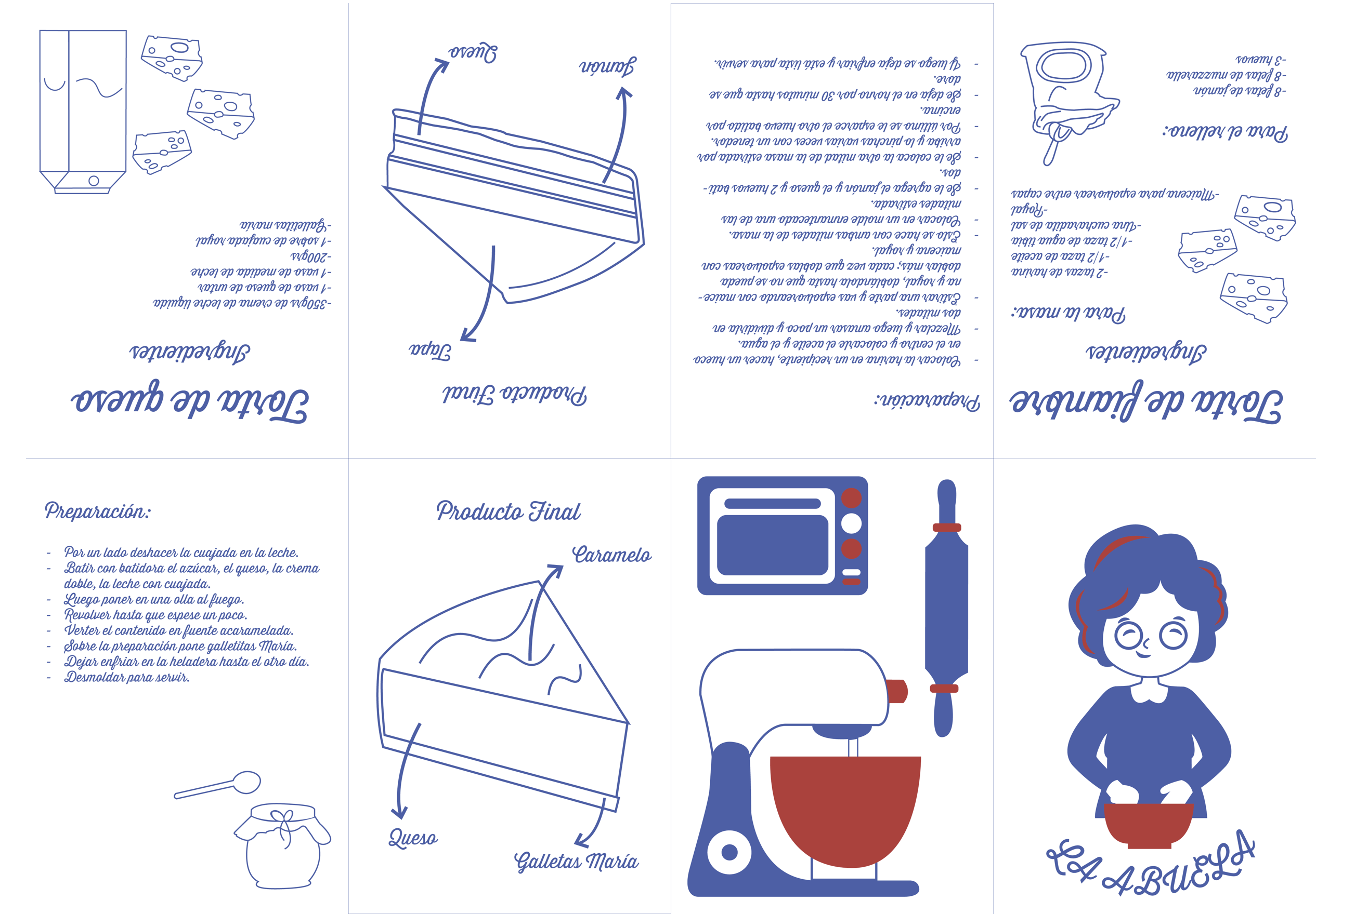 Torta de queso
Ingredientes
-350grs de crema de leche líquida
-1 vaso de queso de untar
-1 vaso de medida de leche
-200grs
-1 sobre de cuajada royal
-Galletitas maria
Producto Final
Tapa
Jamón
Queso
Preparación:
- Colocar la harina en un recipiente, hacer un hueco
en el centro y colocarle el aceite y el agua.
- Mezclar y luego amasar un poco y dividirla en
dos mitades.
- Estirar una parte y vas espolvoreando con maice-
na y royal, doblándola hasta que no se pueda
doblar más; cada vez que doblas espolvoreas con
maicena y royal.
- Esto se hace con ambas mitades de la masa.
- Colocar en un molde enmantecado una de las
mitades estirada.
- Se le agrega el jamón y el queso y 2 huevos bati-
dos.
- Se le coloca la otra mitad de la masa estirada por
arriba y lo pinchas varias veces con un tenedor.
- Por último se le esparce el otro huevo batido por
encima.
- Se deja en el horno por 30 minutos hasta que se
dore.
- Y luego se deja enfriar y está lista para servir.
Torta de fiambre
Ingredientes
Para la masa:
-2 tazas de harina
-1/2 taza de aceite
-1/2 taza de agua tibia
-Una cucharadita de sal
-Royal
-Maicena para espolvorear entre capas
Para el relleno:
-8 fetas de jamón
-8 fetas de muzzarella
-3 huevos
Preparación:
- Por un lado deshacer la cuajada en la leche.
- Batir con batidora el azúcar, el queso, la crema
doble, la leche con cuajada.
- Luego poner en una olla al fuego.
- Revolver hasta que espese un poco.
- Verter el contenido en fuente acaramelada.
- Sobre la preparación pone galletitas María.
- Dejar enfriar en la heladera hasta el otro día.
- Desmoldar para servir.
Producto Final
Caramelo
Queso
Galletas María
LA ABUELA